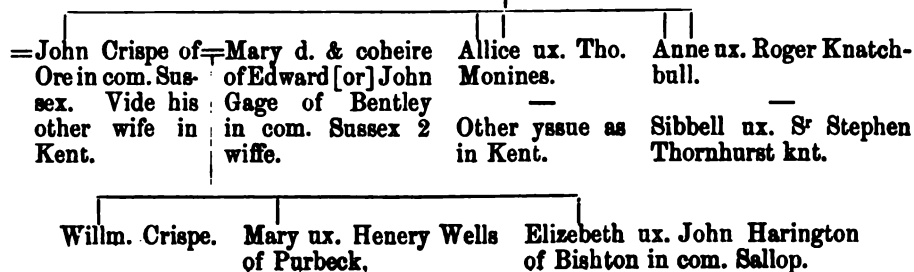 =John Crispe of
Ore in com. Sus-
sex. Vide his
other wife in
Kent.
=Mary d. & coheire
of Edward [or] John
Gage of Bentley
in com. Sussex 2
wiffe.
Allice ux. Tho.
Monines.
—
Other yssue as
in Kent.
Anne ux. Roger Knatch-
bull.
—
Sibbell ux. Sr Stephen
Thornhurst knt.
Willm. Crispe.
Mary ux. Henery Wells
of Purbeck,
Elizebeth ux. John Harington
of Bishton in com. Sallop.